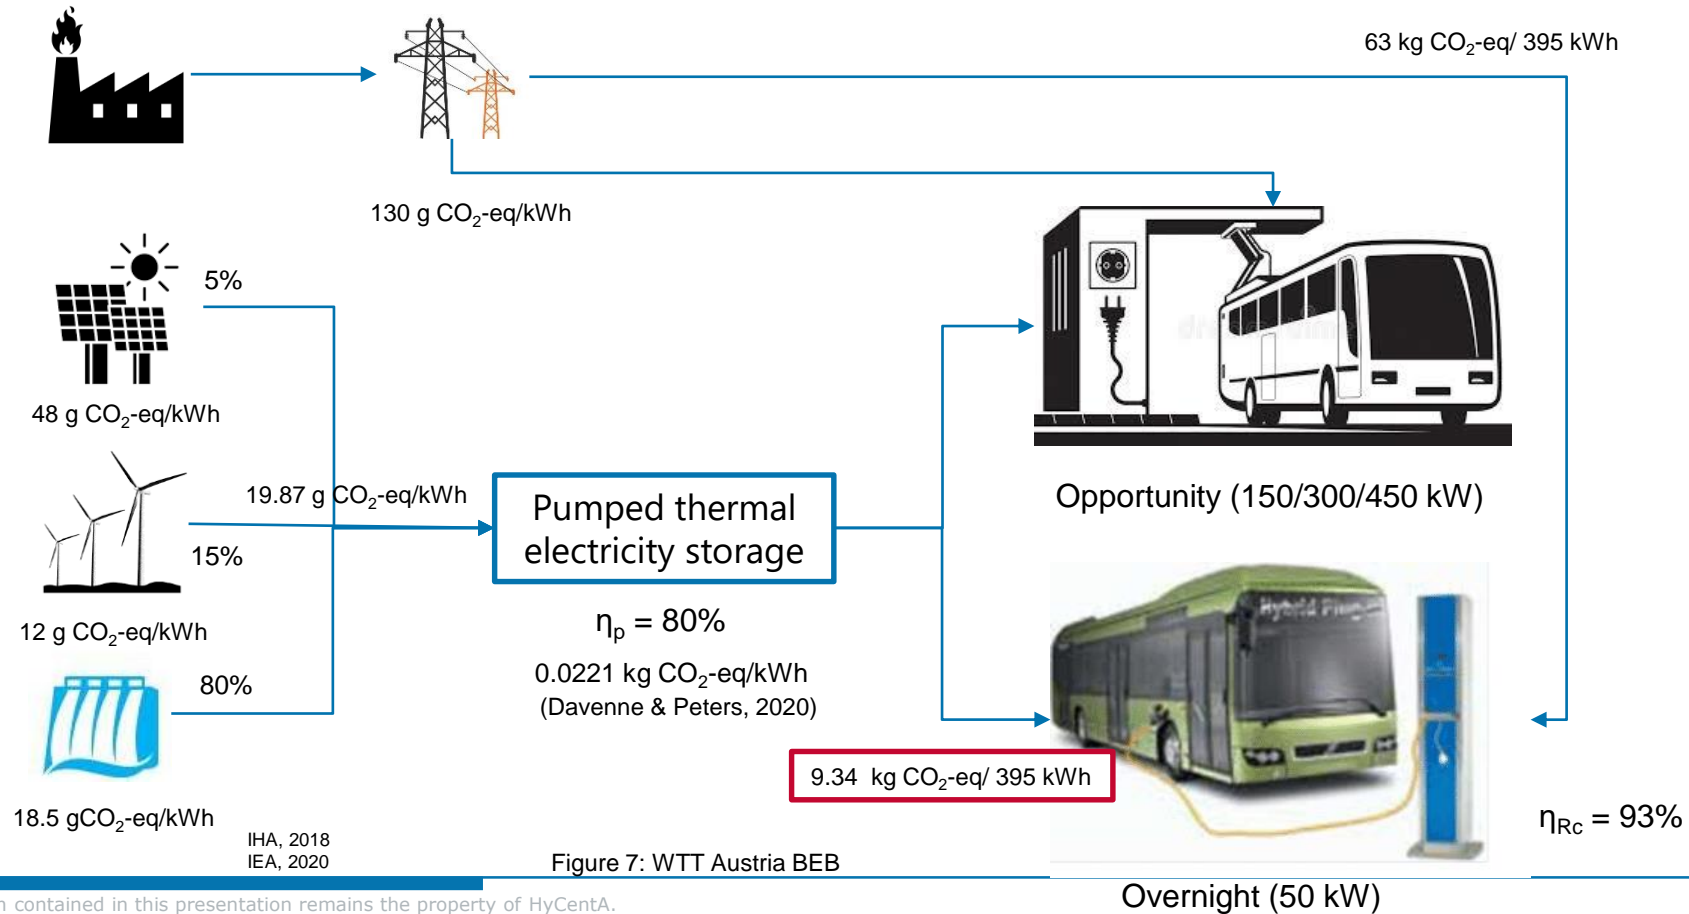 63 kg CO₂-eq/ 395 kWh
130 g CO₂-eq/kWh
5%
48 g CO₂-eq/kWh
19.87 g CO₂-eq/kWh
15%
12 g CO₂-eq/kWh
80%
18.5 gCO₂-eq/kWh
Pumped thermal
electricity storage
ηp = 80%
0.0221 kg CO₂-eq/kWh
(Davenne & Peters, 2020)
Opportunity (150/300/450 kW)
9.34 kg CO₂-eq/ 395 kWh
ηRc = 93%
IHA, 2018
IEA, 2020
Figure 7: WTT Austria BEB
Overnight (50 kW)
contained in this presentation remains the property of HyCentA.